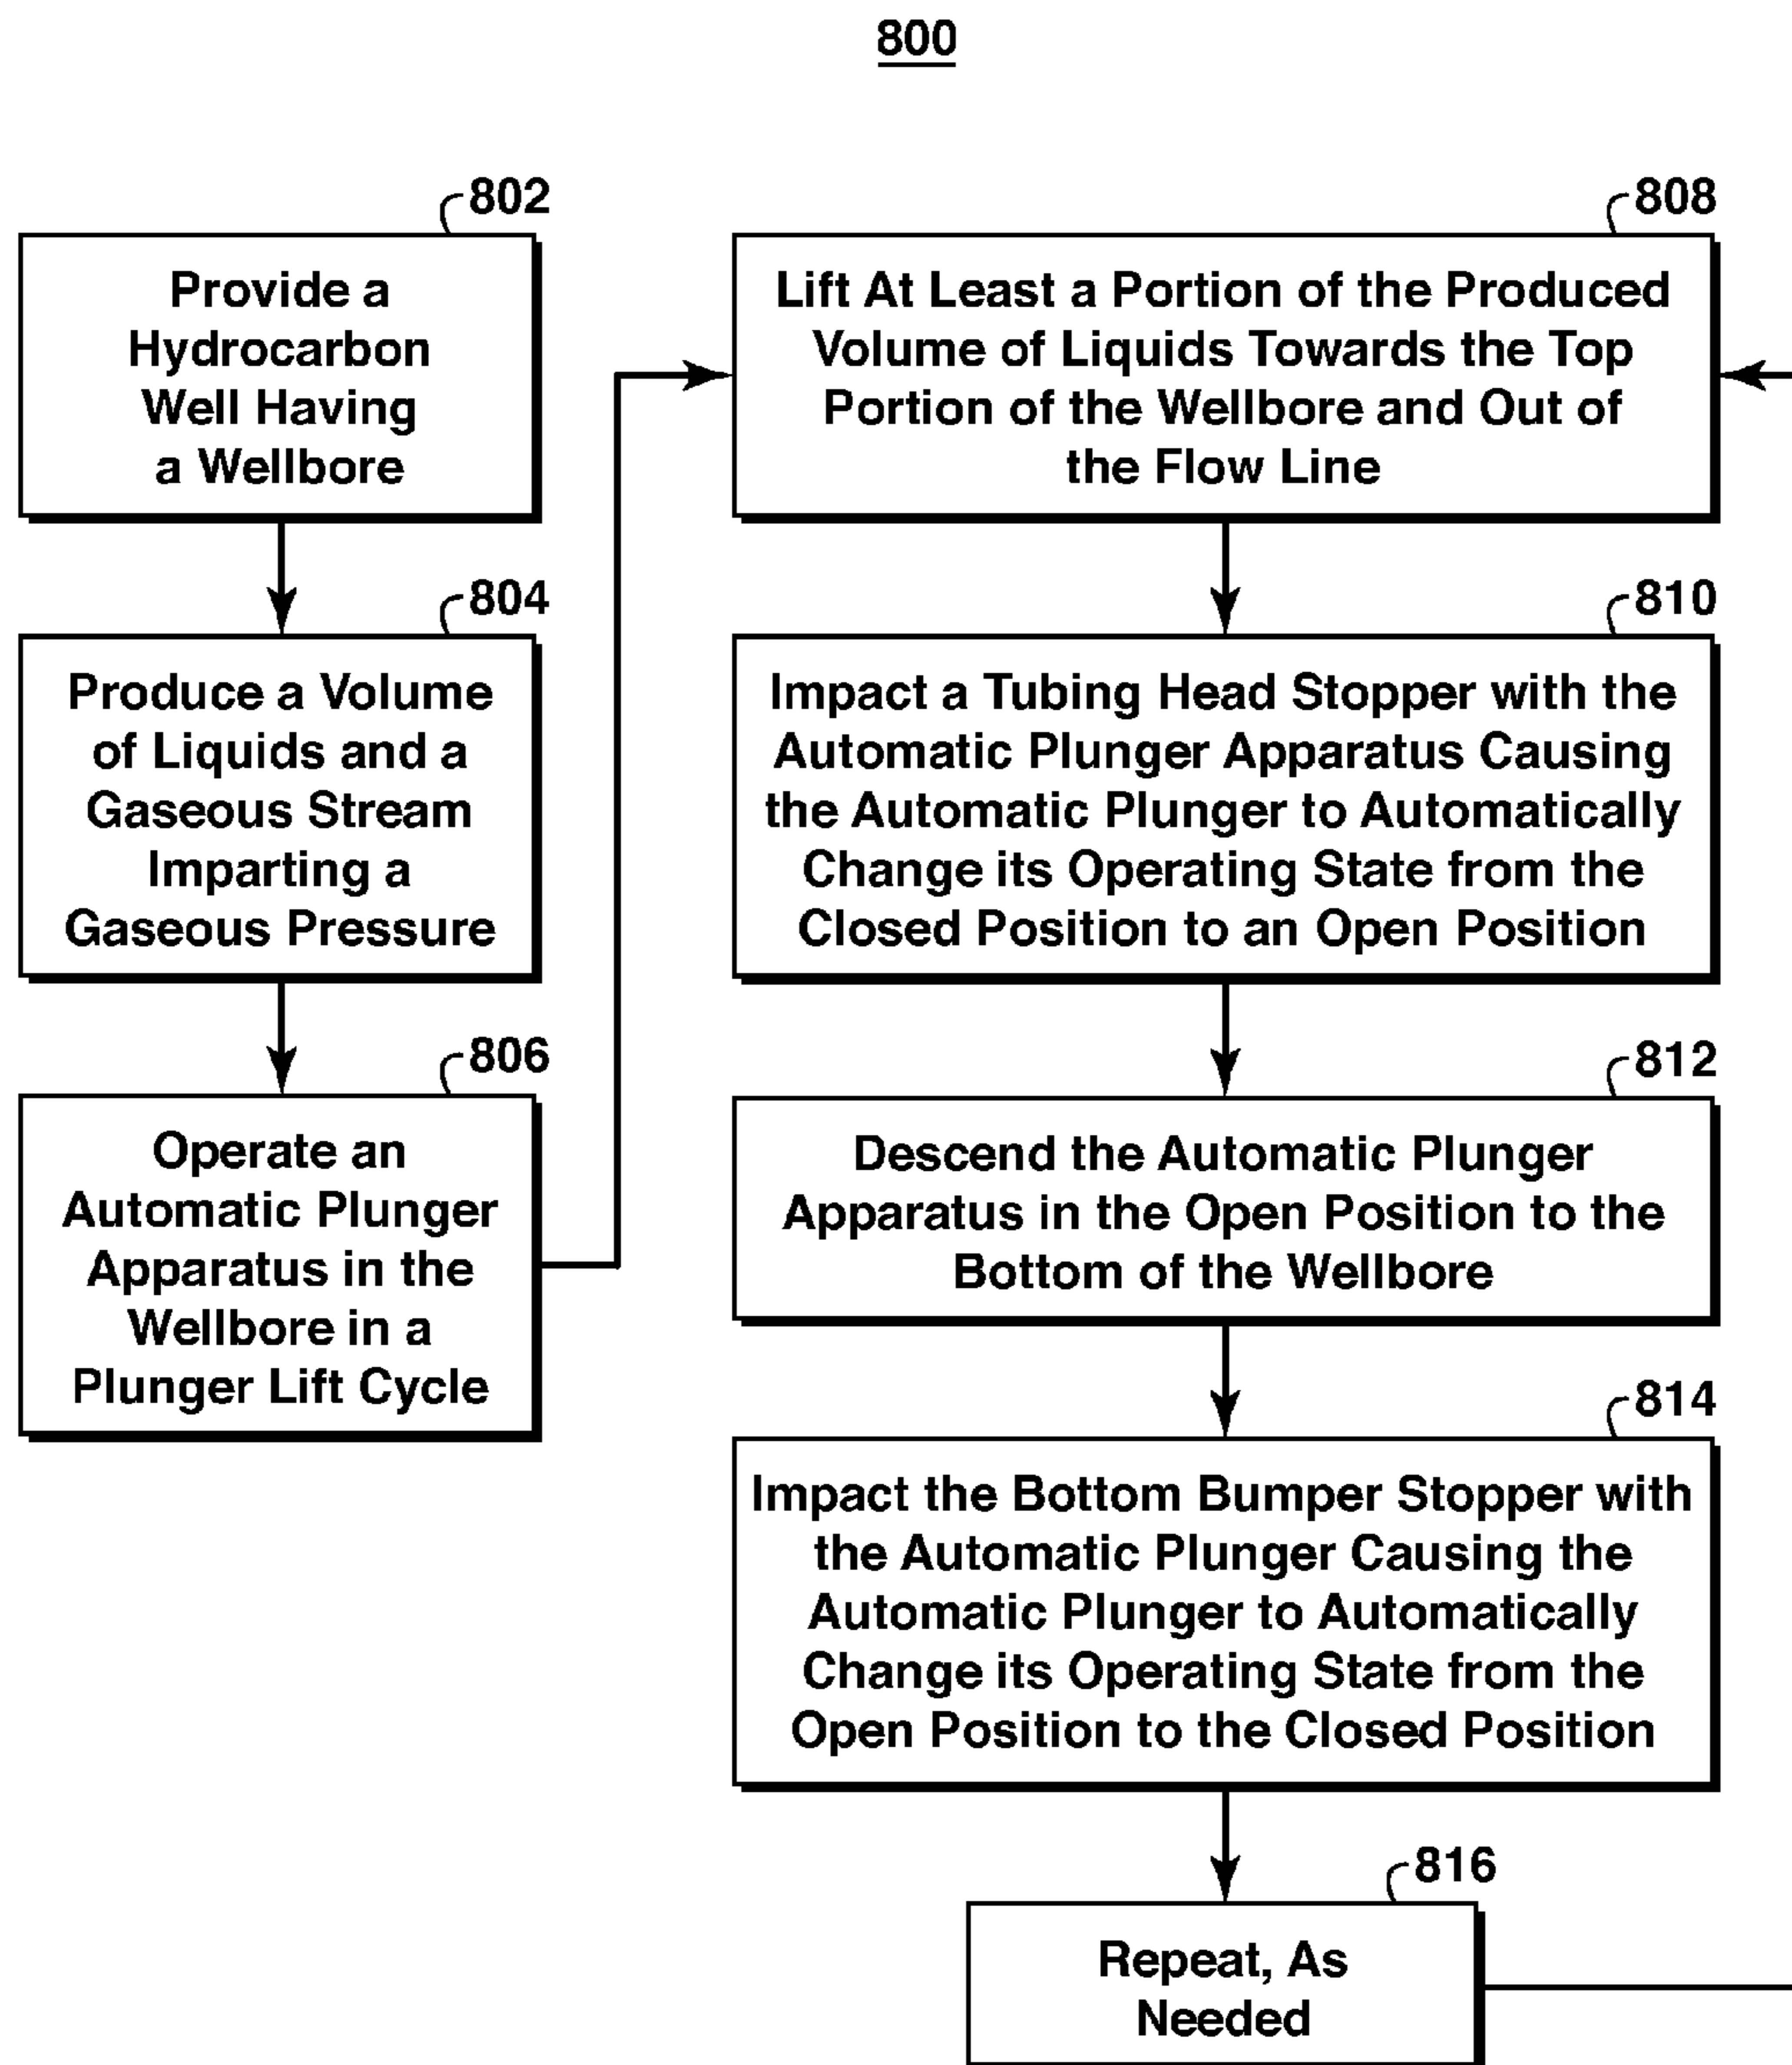 800
802
Provide a
Hydrocarbon
Well Having
a Wellbore
804
Produce a Volume
of Liquids and a
Gaseous Stream
Imparting a
Gaseous Pressure
806
Operate an
Automatic Plunger
Apparatus in the
Wellbore in a
Plunger Lift Cycle
808
Lift At Least a Portion of the Produced
Volume of Liquids Towards the Top
Portion of the Wellbore and Out of
the Flow Line
810
Impact a Tubing Head Stopper with the
Automatic Plunger Apparatus Causing
the Automatic Plunger to Automatically
Change its Operating State from the
Closed Position to an Open Position
812
Descend the Automatic Plunger
Apparatus in the Open Position to the
Bottom of the Wellbore
814
Impact the Bottom Bumper Stopper with
the Automatic Plunger Causing the
Automatic Plunger to Automatically
Change its Operating State from the
Open Position to the Closed Position
816
Repeat, As
Needed